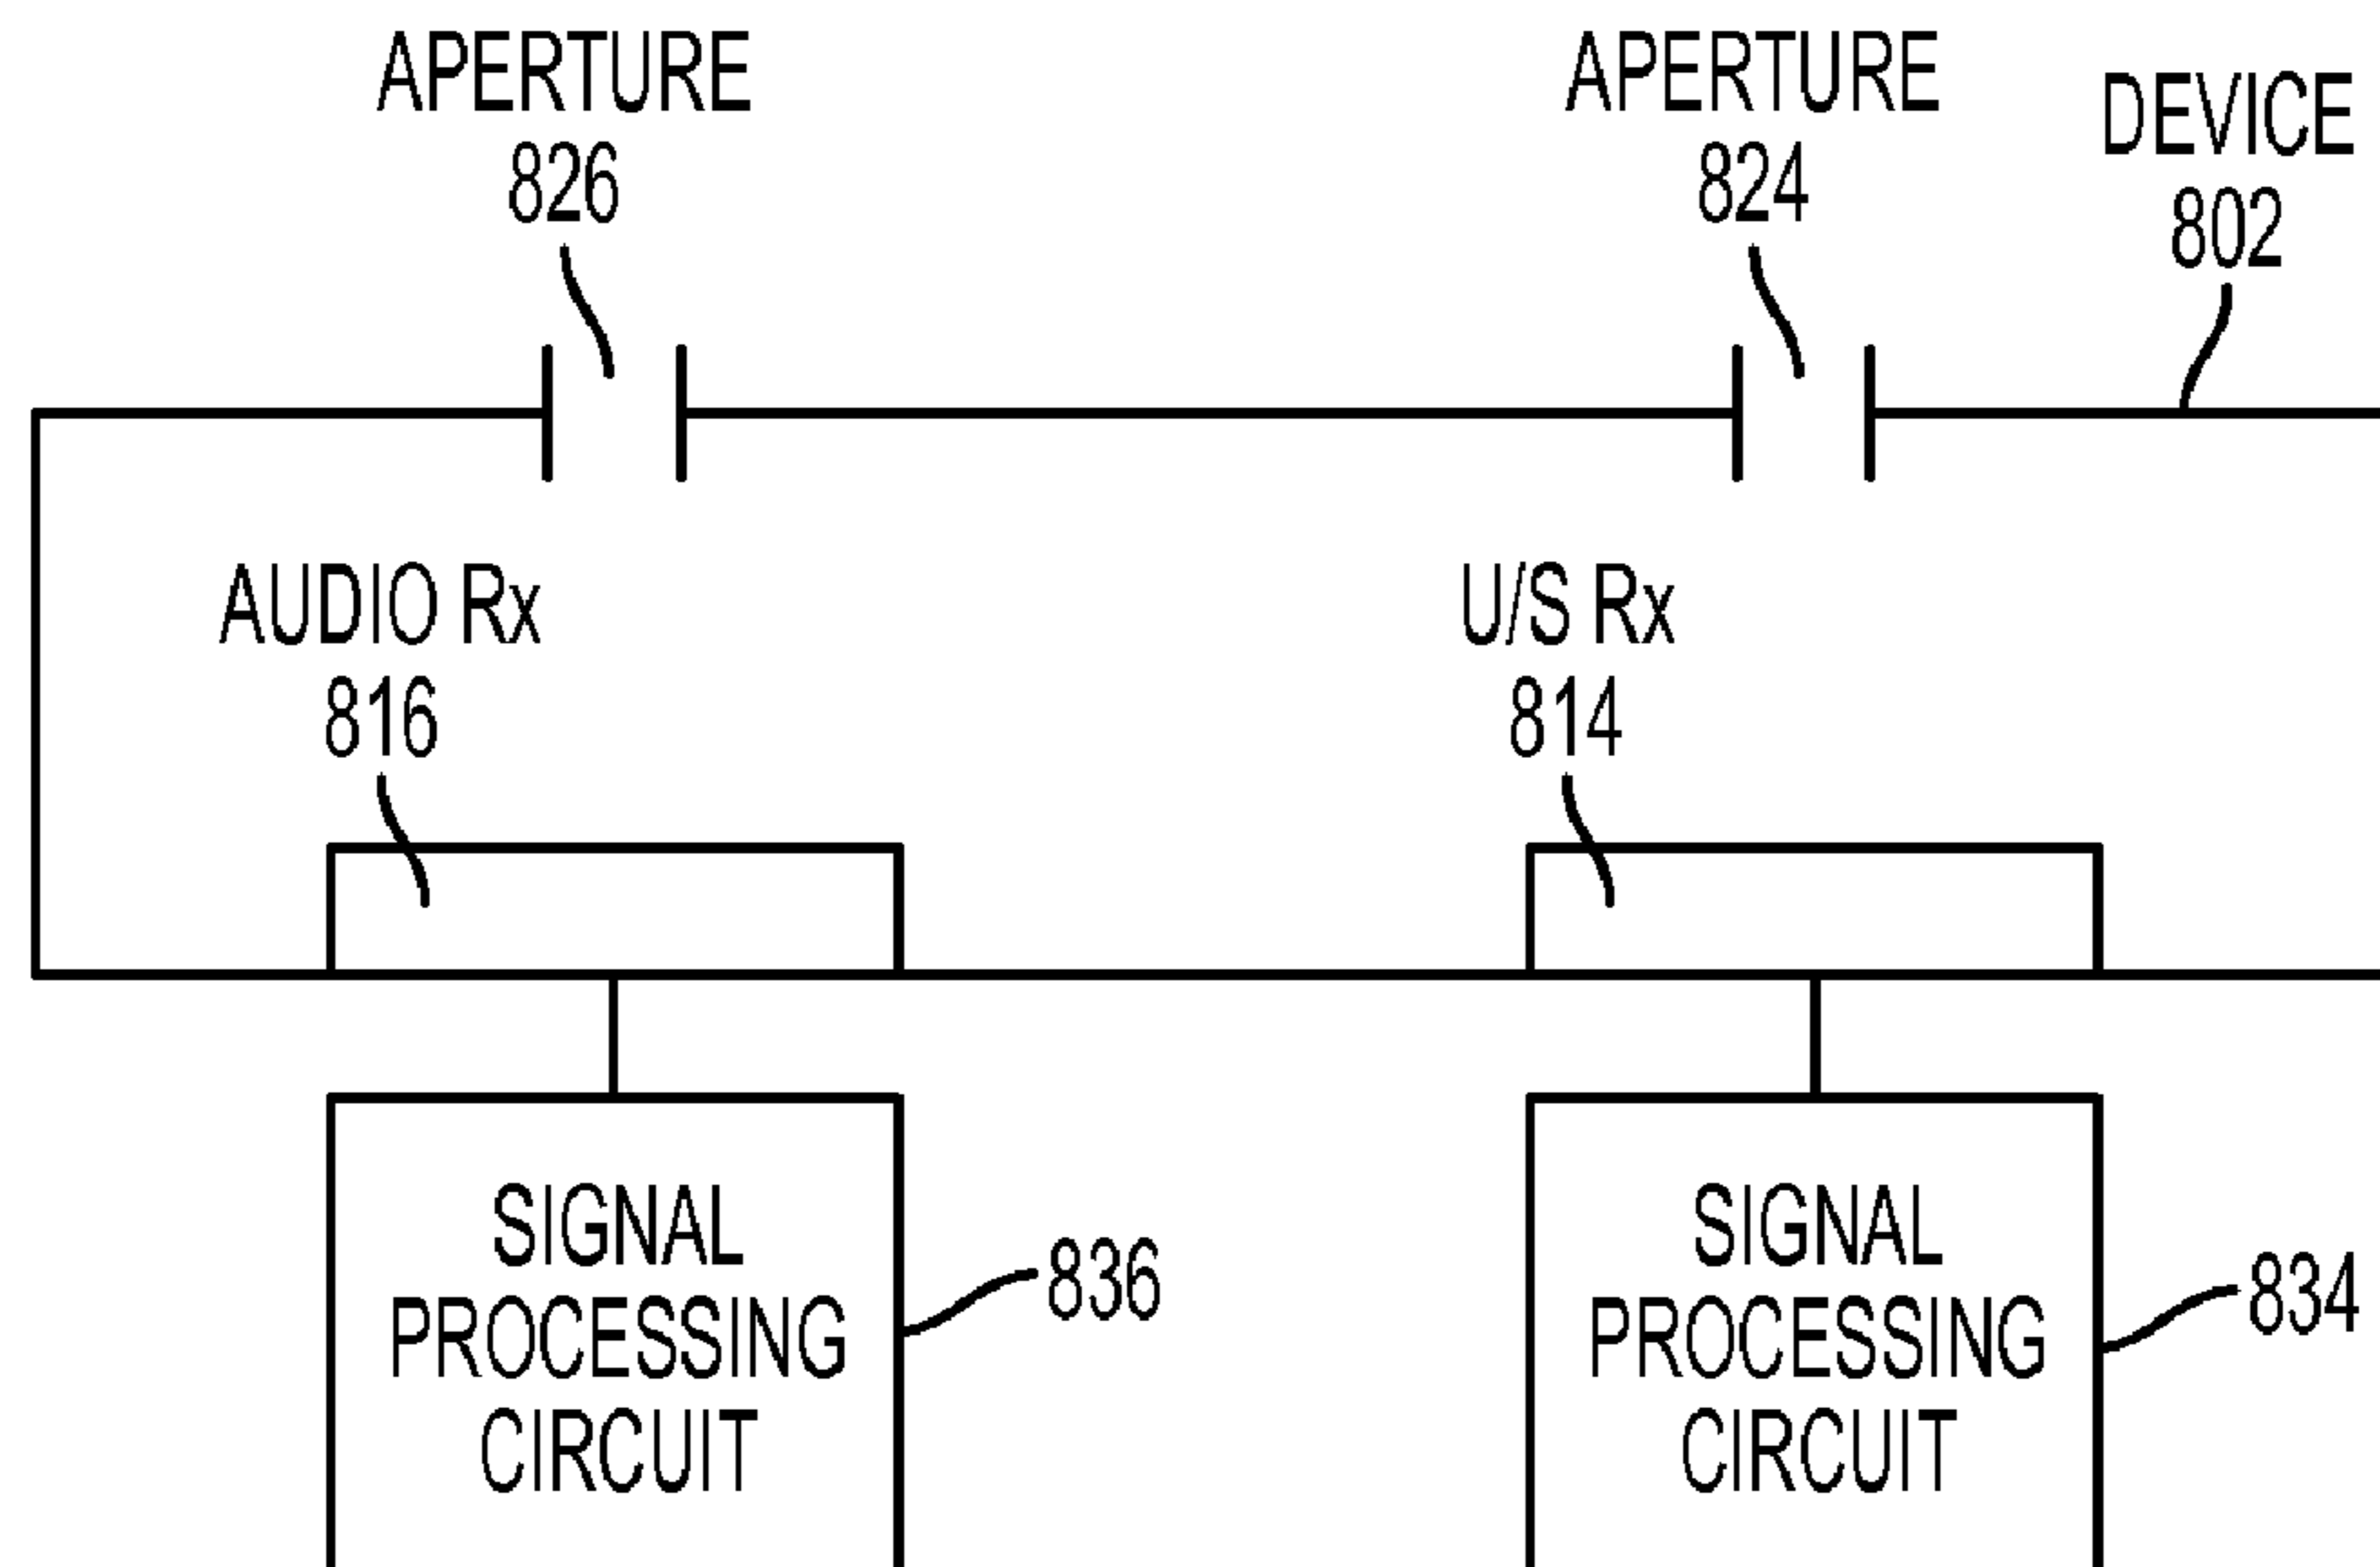 APERTURE
826
APERTURE
824
DEVICE
802
AUDIO Rx
816
U/S Rx
814
SIGNAL
PROCESSING
CIRCUIT
836
SIGNAL
PROCESSING
CIRCUIT
834